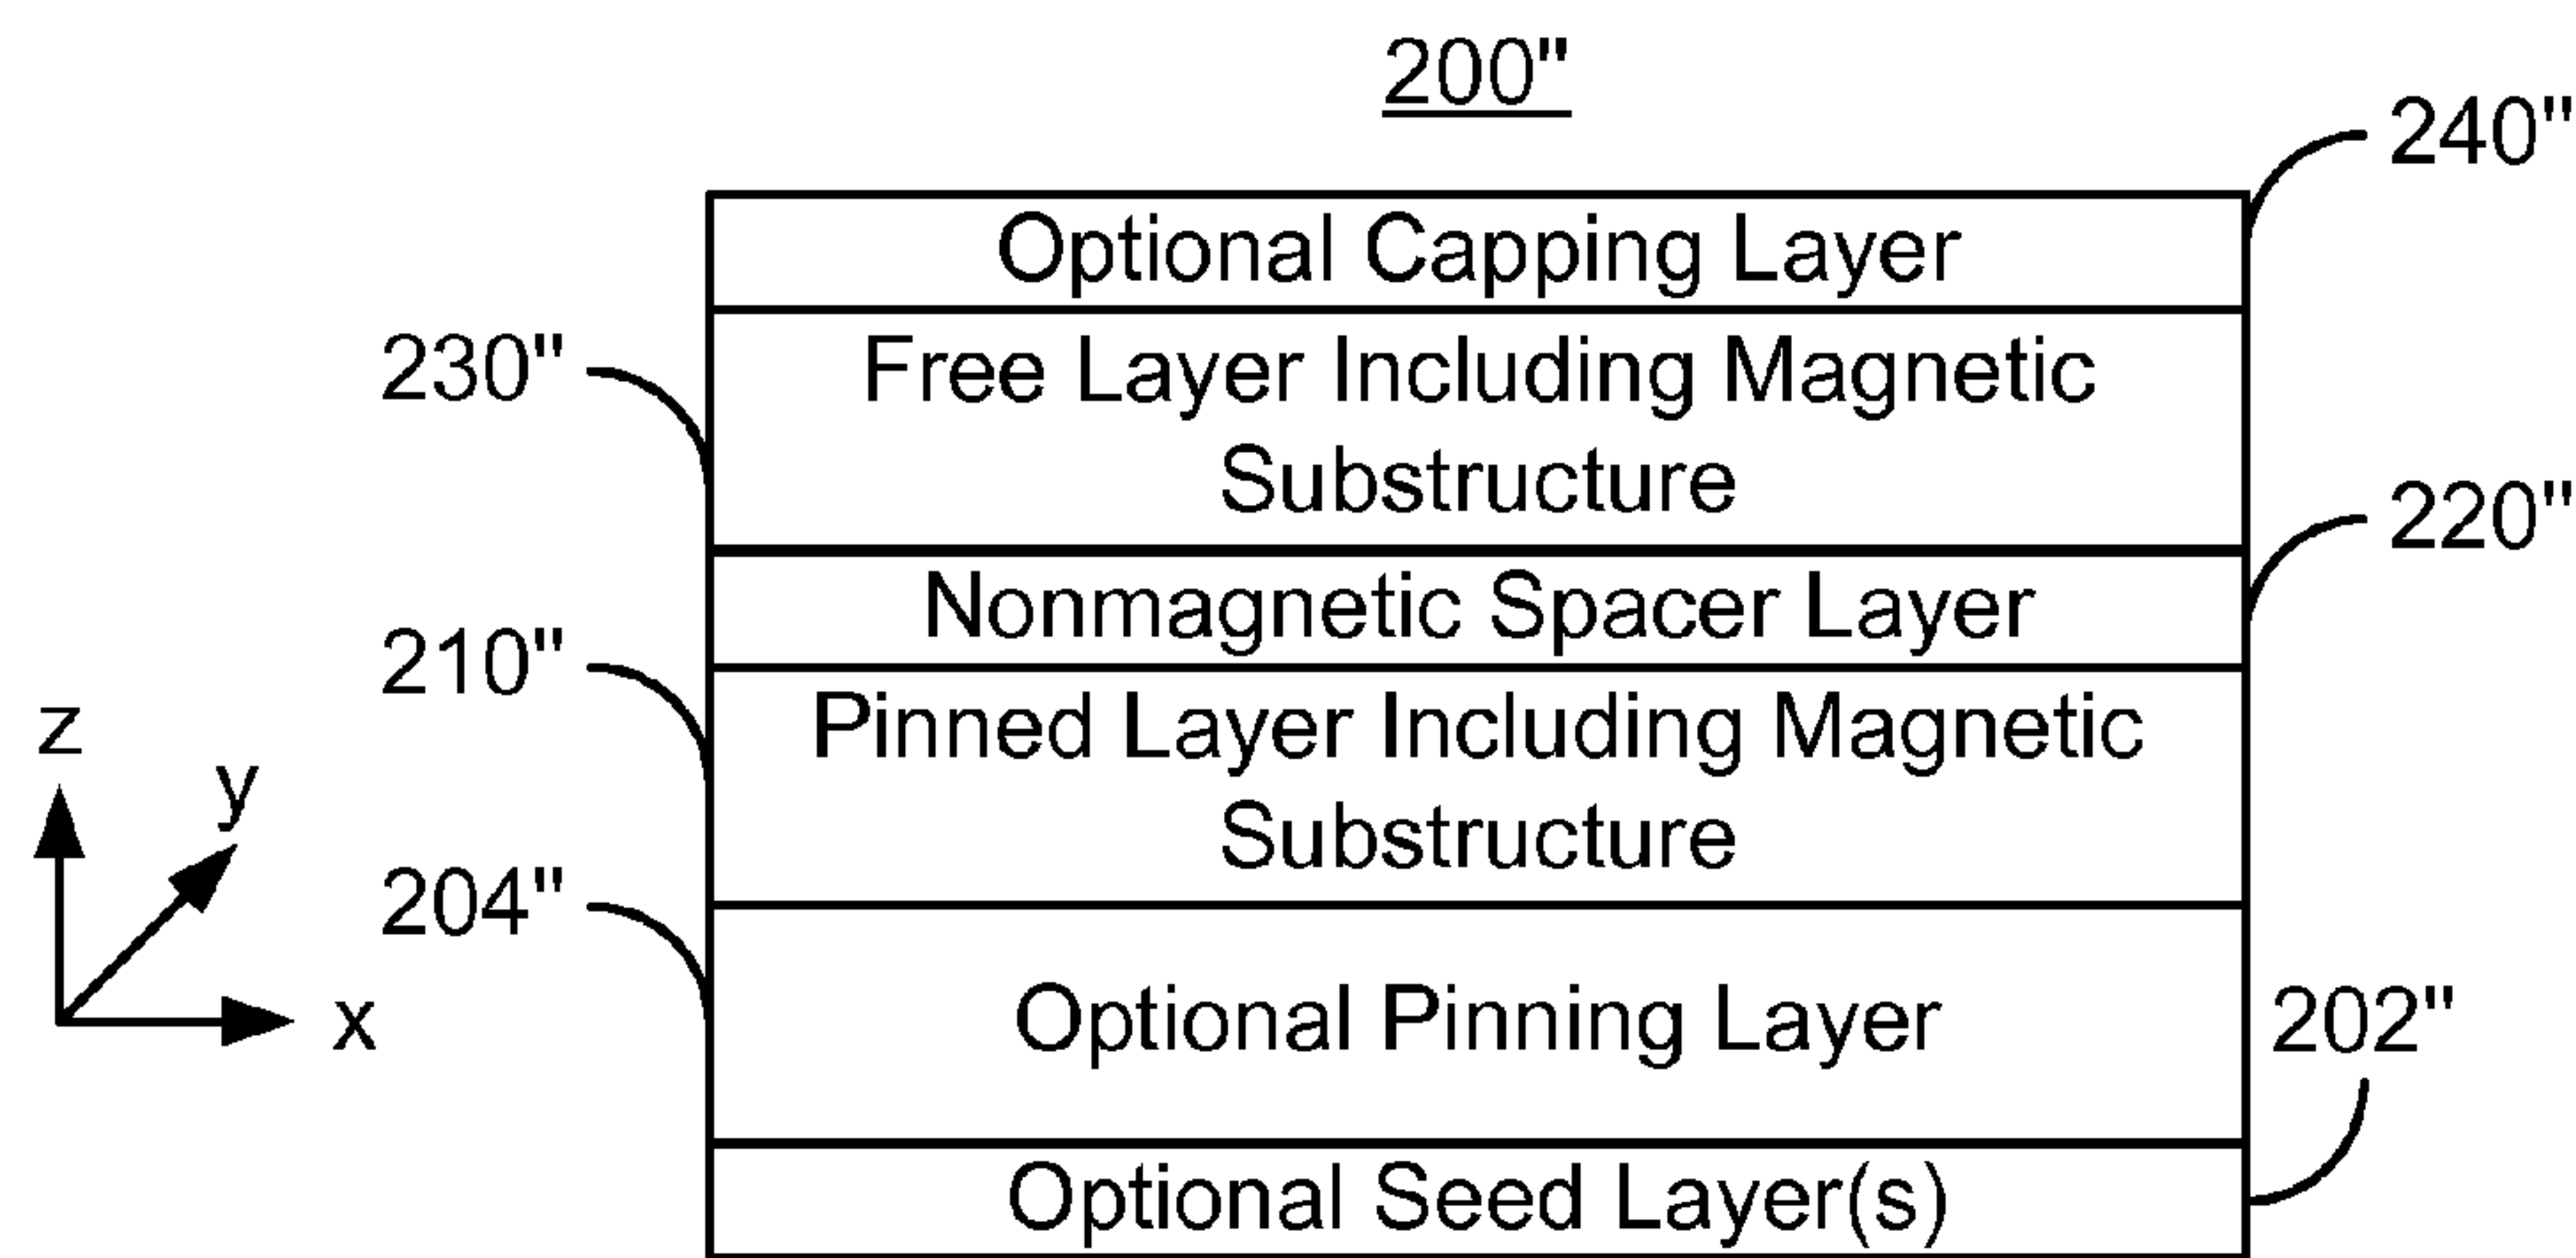 200"
240"
Optional Capping Layer
230"
Free Layer Including Magnetic
Substructure
220"
Nonmagnetic Spacer Layer
210"
Pinned Layer Including Magnetic
Substructure
204"
Optional Pinning Layer
202"
Optional Seed Layer(s)
z
y
x